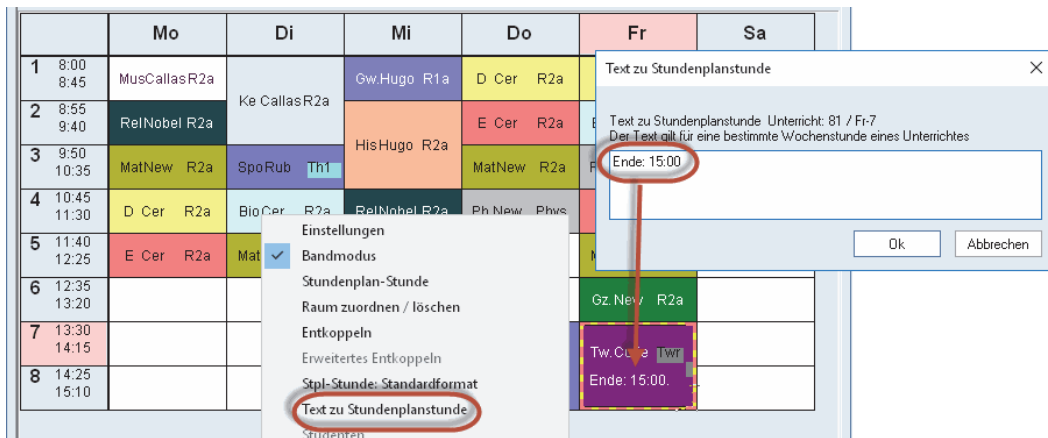 Mo Di Mi Do Fr Sa
1 8:00 8:45
MusCallas R2a
Ke Callas R2a
Gw.Hugo R1a
D Cer R2a
2 8:55 9:40
RelNobel R2a
HisHugo R2a
E Cer R2a
3 9:50 10:35
MatNew R2a
SpoRub Th1
MatNew R2a
4 10:45 11:30
D Cer R2a
BioCer R2a
RelNobel R2a
Ph.New Phys
5 11:40 12:25
E Cer R2a
Mat
6 12:35 13:20
Gz.New R2a
7 13:30 14:15
Twr
8 14:25 15:10
Ende: 15:00.
Einstellungen
Bandmodus
Stundenplan-Stunde
Raum zuordnen / löschen
Entkoppeln
Erweitertes Entkoppeln
Stpl-Stunde: Standardformat
Text zu Stundenplanstunde
Studenten
Text zu Stundenplanstunde
Text zu Stundenplanstunde Unterricht: 81 / Fr-7
Der Text gilt für eine bestimmte Wochenstunde eines Unterrichtes
Ende: 15:00
Ok Abbrechen